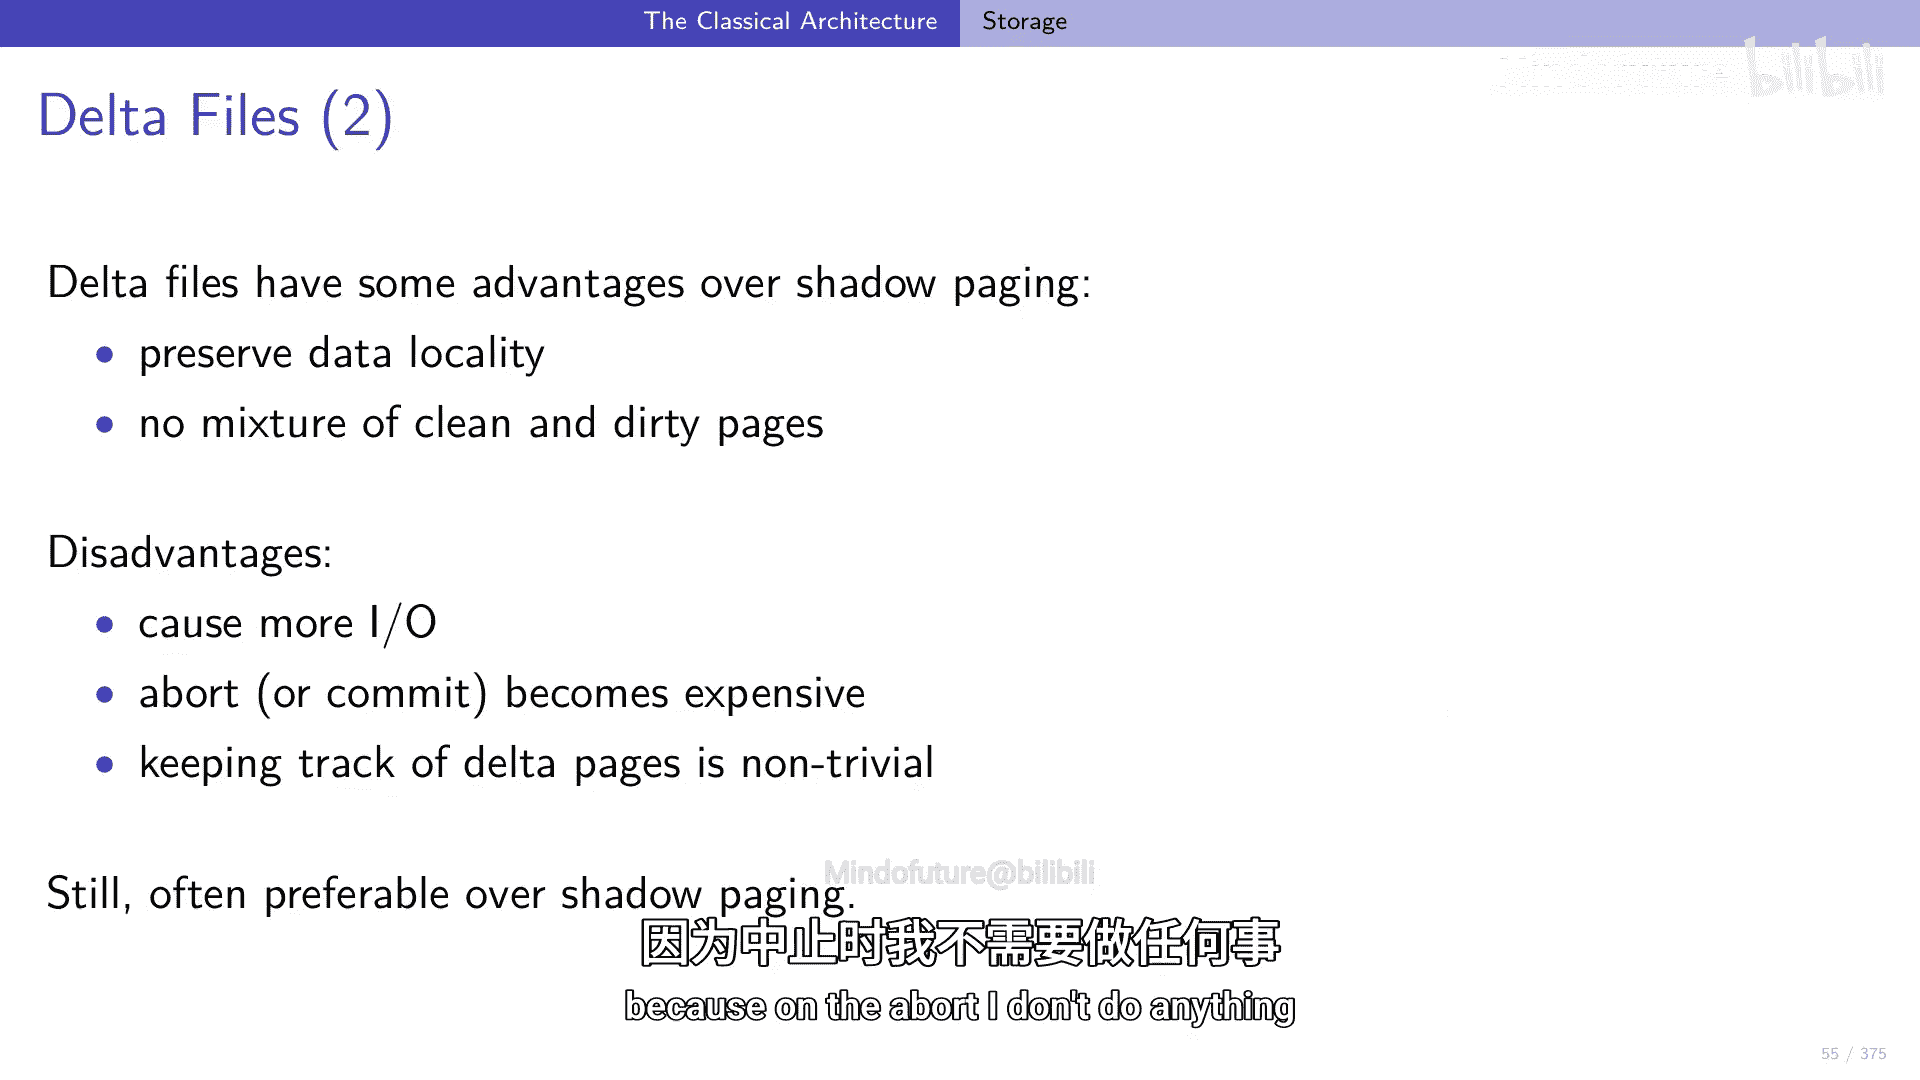 The Classical Architecture Storage
bilibili
Delta Files (2)
Delta files have some advantages over shadow paging:
• preserve data locality
• no mixture of clean and dirty pages
Disadvantages:
• cause more I/O
• abort (or commit) becomes expensive
• keeping track of delta pages is non-trivial
Mindofuture@bilibili
Still, often preferable over shadow paging.
因为中止时我不需要做任何事
because on the abort I don't do anything
55 / 375